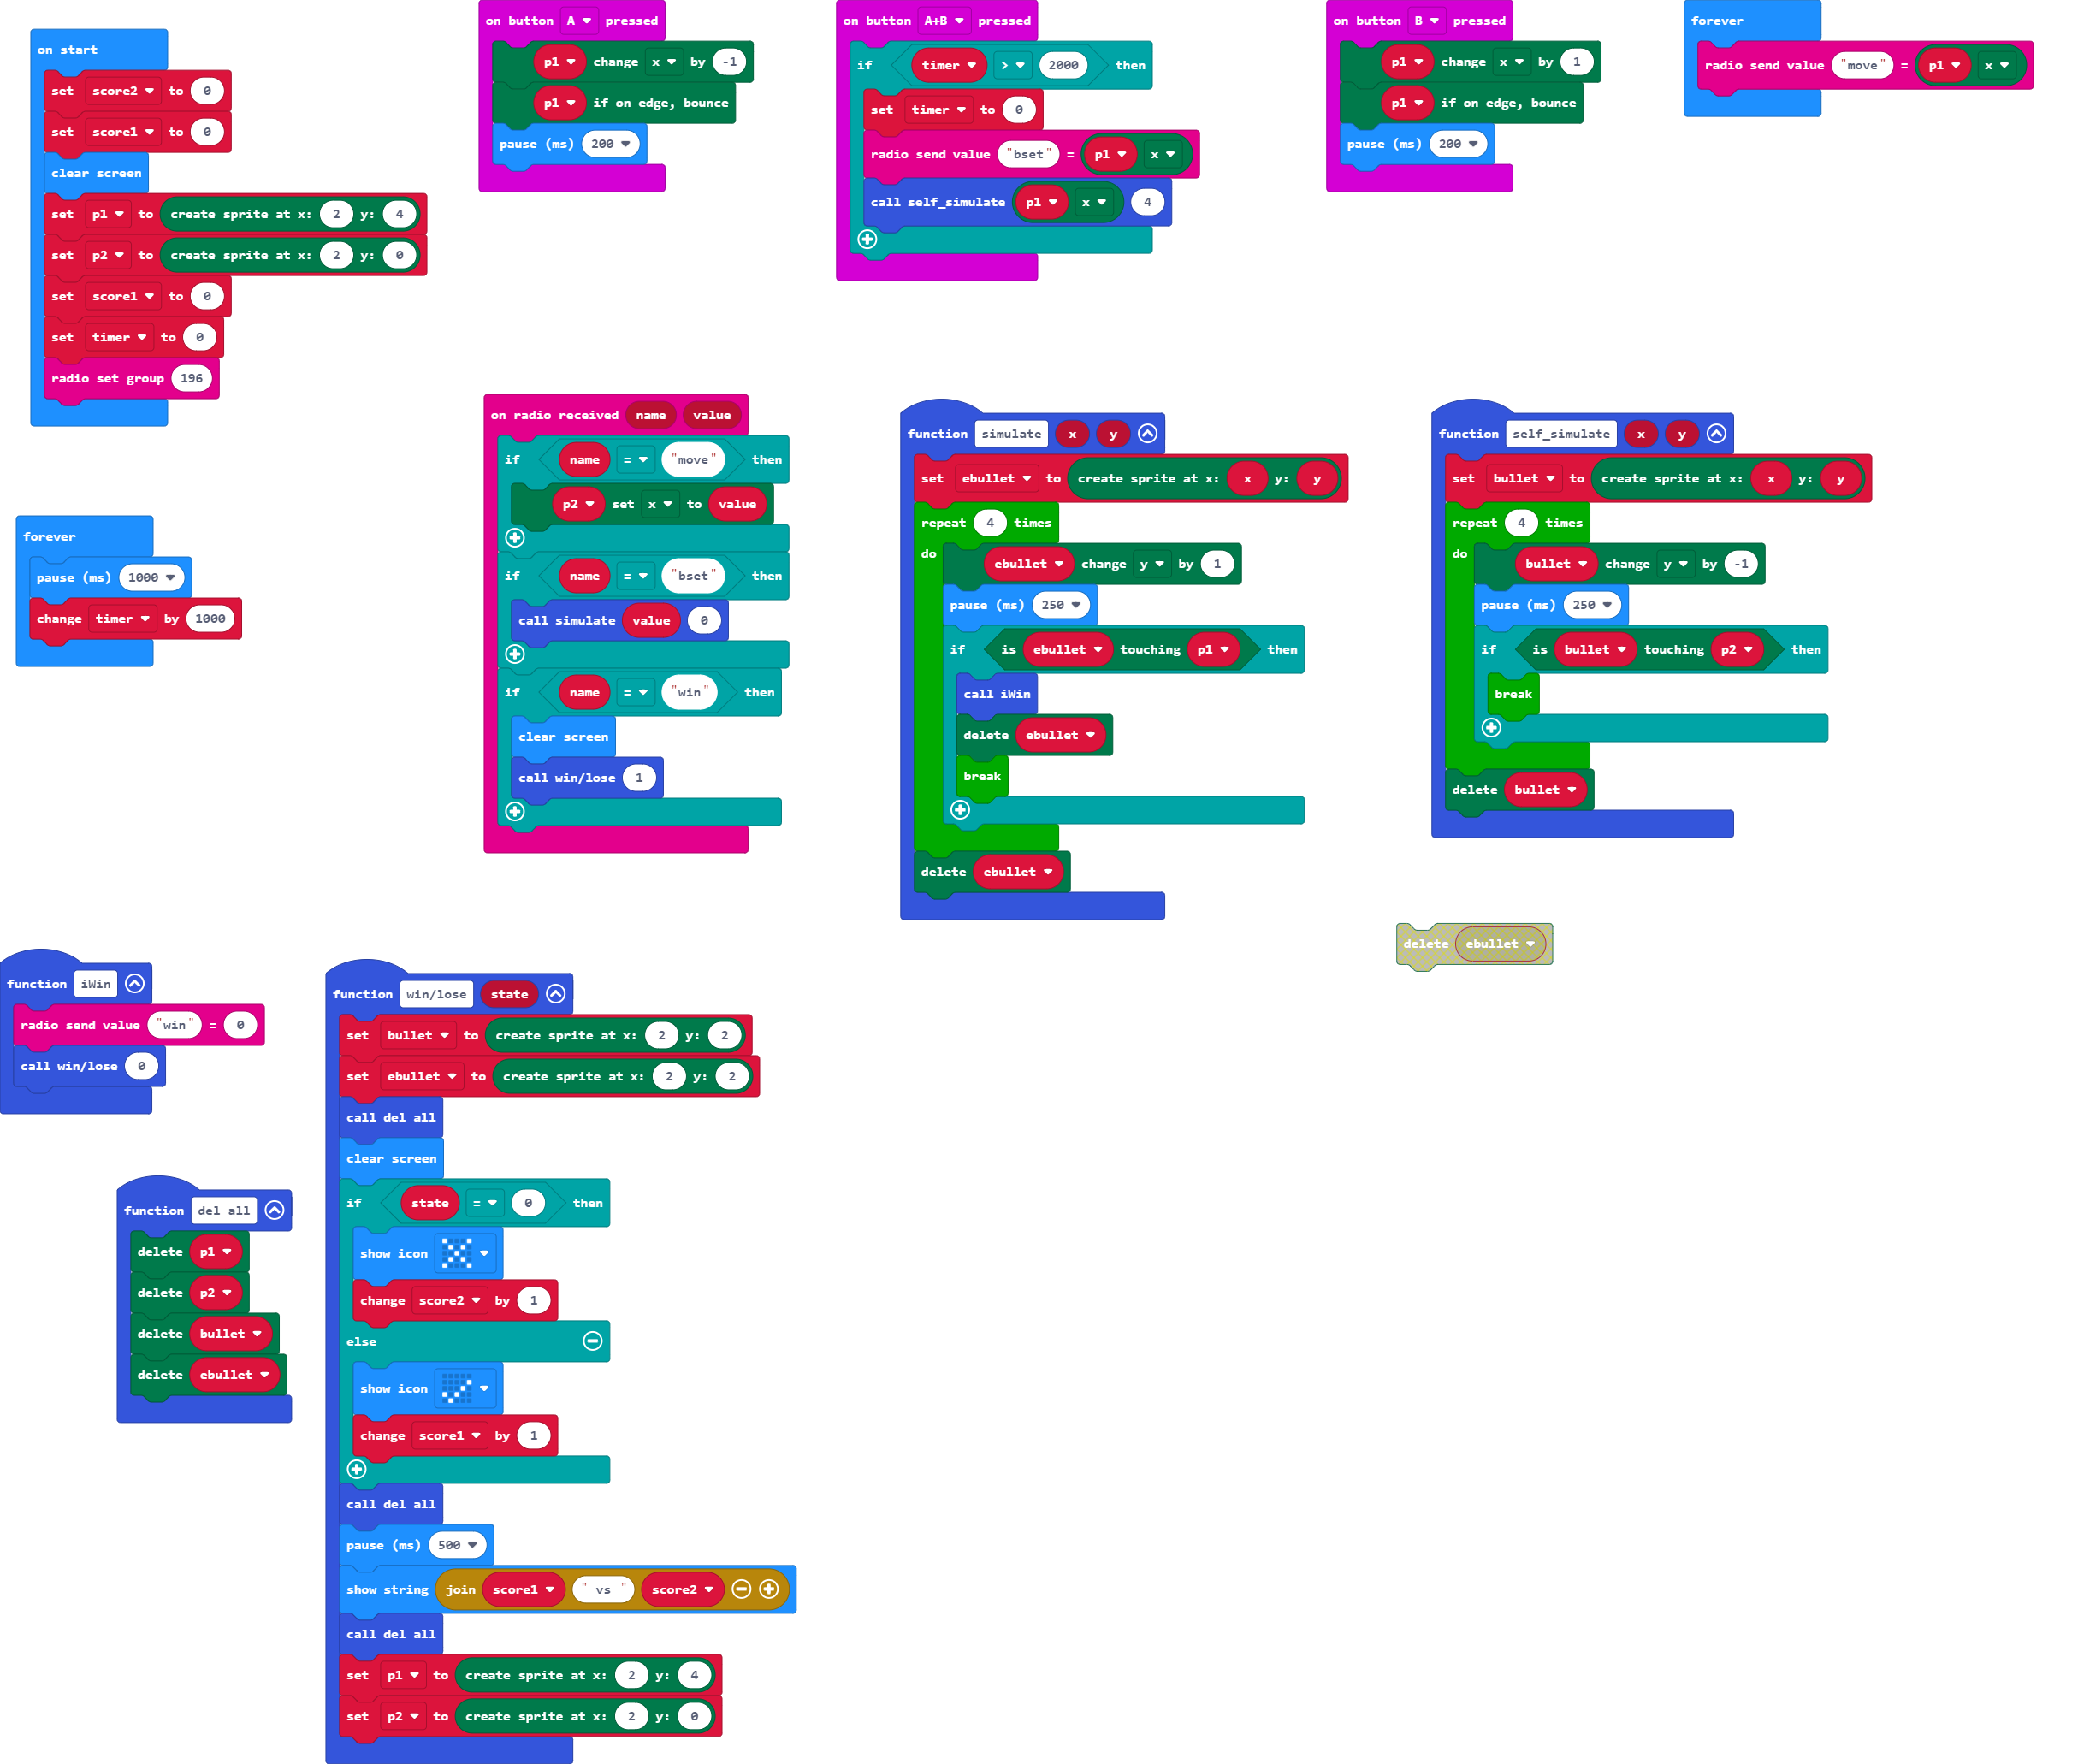 on start
set score2 to 0
set score1 to 0
clear screen
set p1 to create sprite at x: 2 y: 4
set p2 to create sprite at x: 2 y: 0
set score1 to 0
set timer to 0
radio set group 196
on button A pressed
p1 change x by -1
p1 if on edge, bounce
pause (ms) 200
on button A+B pressed
if timer > 2000 then
set timer to 0
radio send value "bset" = p1 x
call self_simulate p1 x 4
on button B pressed
p1 change x by 1
p1 if on edge, bounce
pause (ms) 200
forever
radio send value "move" = p1 x
forever
pause (ms) 1000
change timer by 1000
on radio received name value
if name = "move" then
p2 set x to value
if name = "bset" then
call simulate value 0
if name = "win" then
clear screen
call win/lose 1
function simulate x y
set ebullet to create sprite at x: x y: y
repeat 4 times
do ebullet change y by 1
pause (ms) 250
if is ebullet touching p1 then
call iWin
delete ebullet
break
delete ebullet
function self_simulate x y
set bullet to create sprite at x: x y: y
repeat 4 times
do bullet change y by -1
pause (ms) 250
if is bullet touching p2 then
break
delete bullet
delete ebullet
function iWin
radio send value "win" = 0
call win/lose 0
function del all
delete p1
delete p2
delete bullet
delete ebullet
function win/lose state
set bullet to create sprite at x: 2 y: 2
set ebullet to create sprite at x: 2 y: 2
call del all
clear screen
if state = 0 then
show icon
change score2 by 1
else
show icon
change score1 by 1
call del all
pause (ms) 500
show string join score1 " vs " score2
call del all
set p1 to create sprite at x: 2 y: 4
set p2 to create sprite at x: 2 y: 0